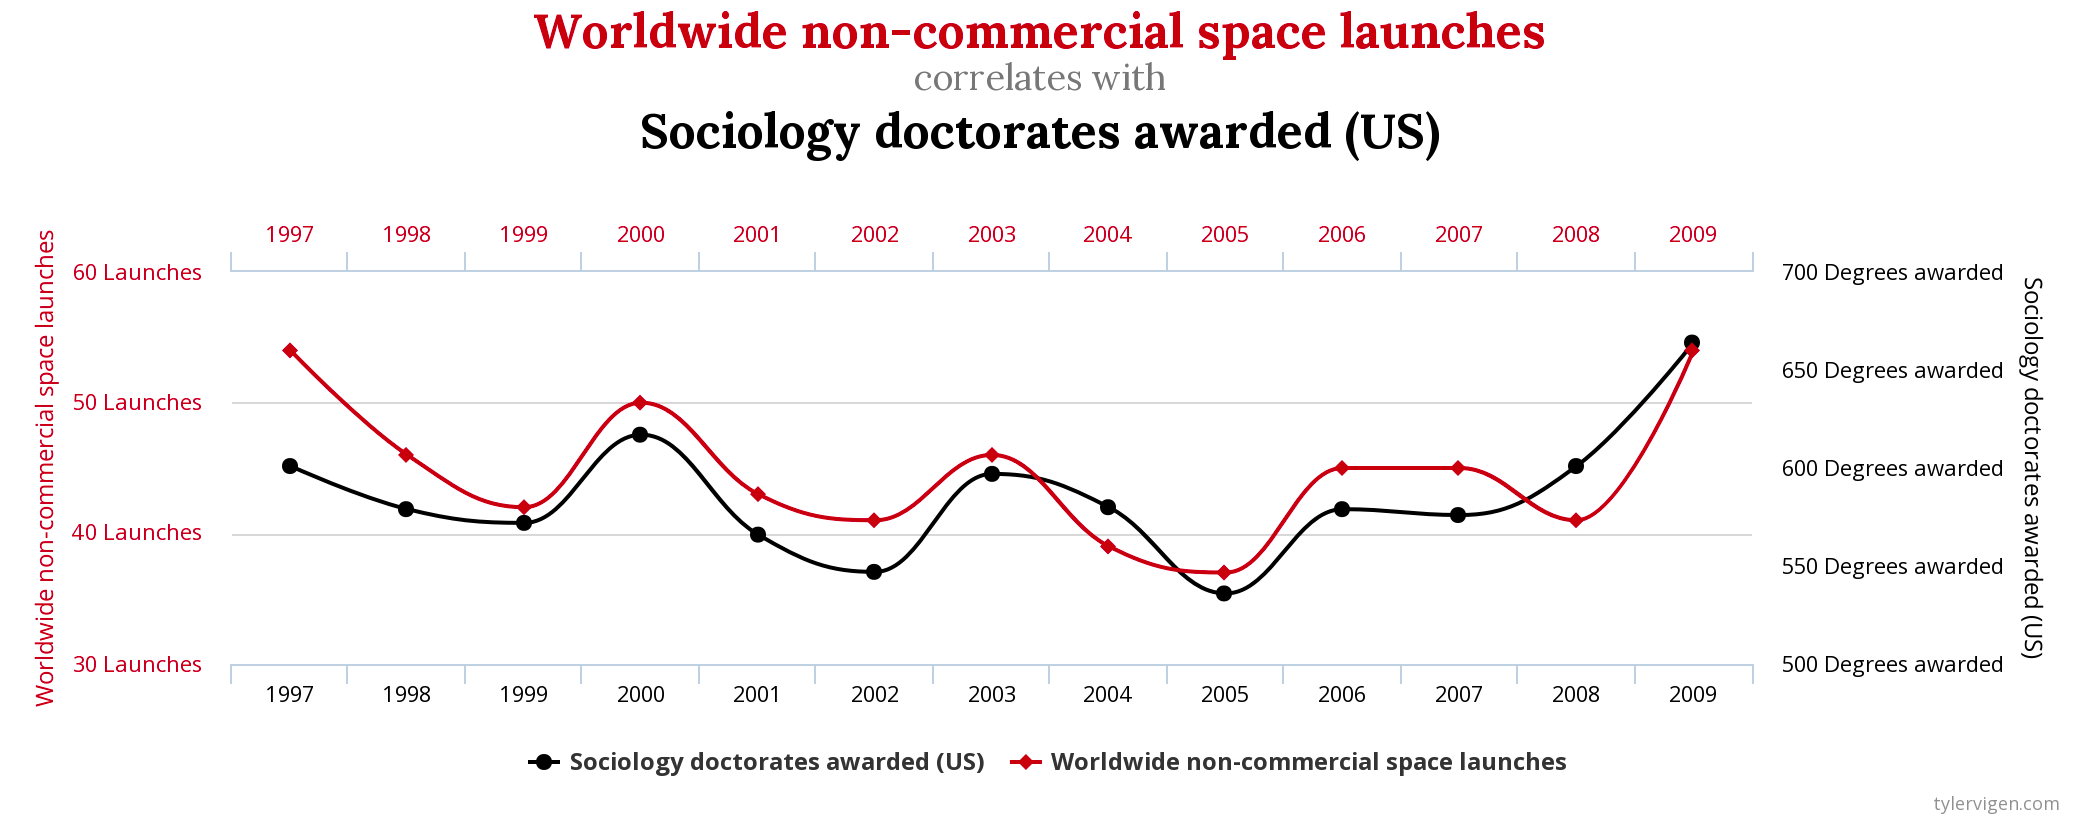 Worldwide non-commercial space launches
correlates with
Sociology doctorates awarded (US)
Worldwide non-commercial space launches
1997 1998 1999 2000 2001 2002 2003 2004 2005 2006 2007 2008 2009
60 Launches
50 Launches
40 Launches
30 Launches
700 Degrees awarded
650 Degrees awarded
600 Degrees awarded
550 Degrees awarded
500 Degrees awarded
Sociology doctorates awarded (US)
1997 1998 1999 2000 2001 2002 2003 2004 2005 2006 2007 2008 2009
Sociology doctorates awarded (US) Worldwide non-commercial space launches
tylervigen.com